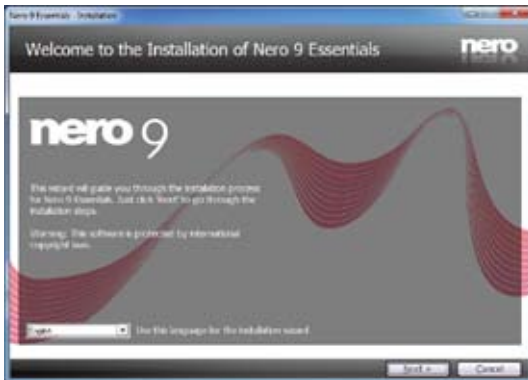 Nero 9 Essentials - Installation
Welcome to the Installation of Nero 9 Essentials
nero
nero 9
This wizard will guide you through the installation process
for Nero 9 Essentials. Just click 'Next' to go through the
installation steps.
Warning: This software is protected by international
copyright laws.
English
Use this language for the installation wizard
Next >
Cancel